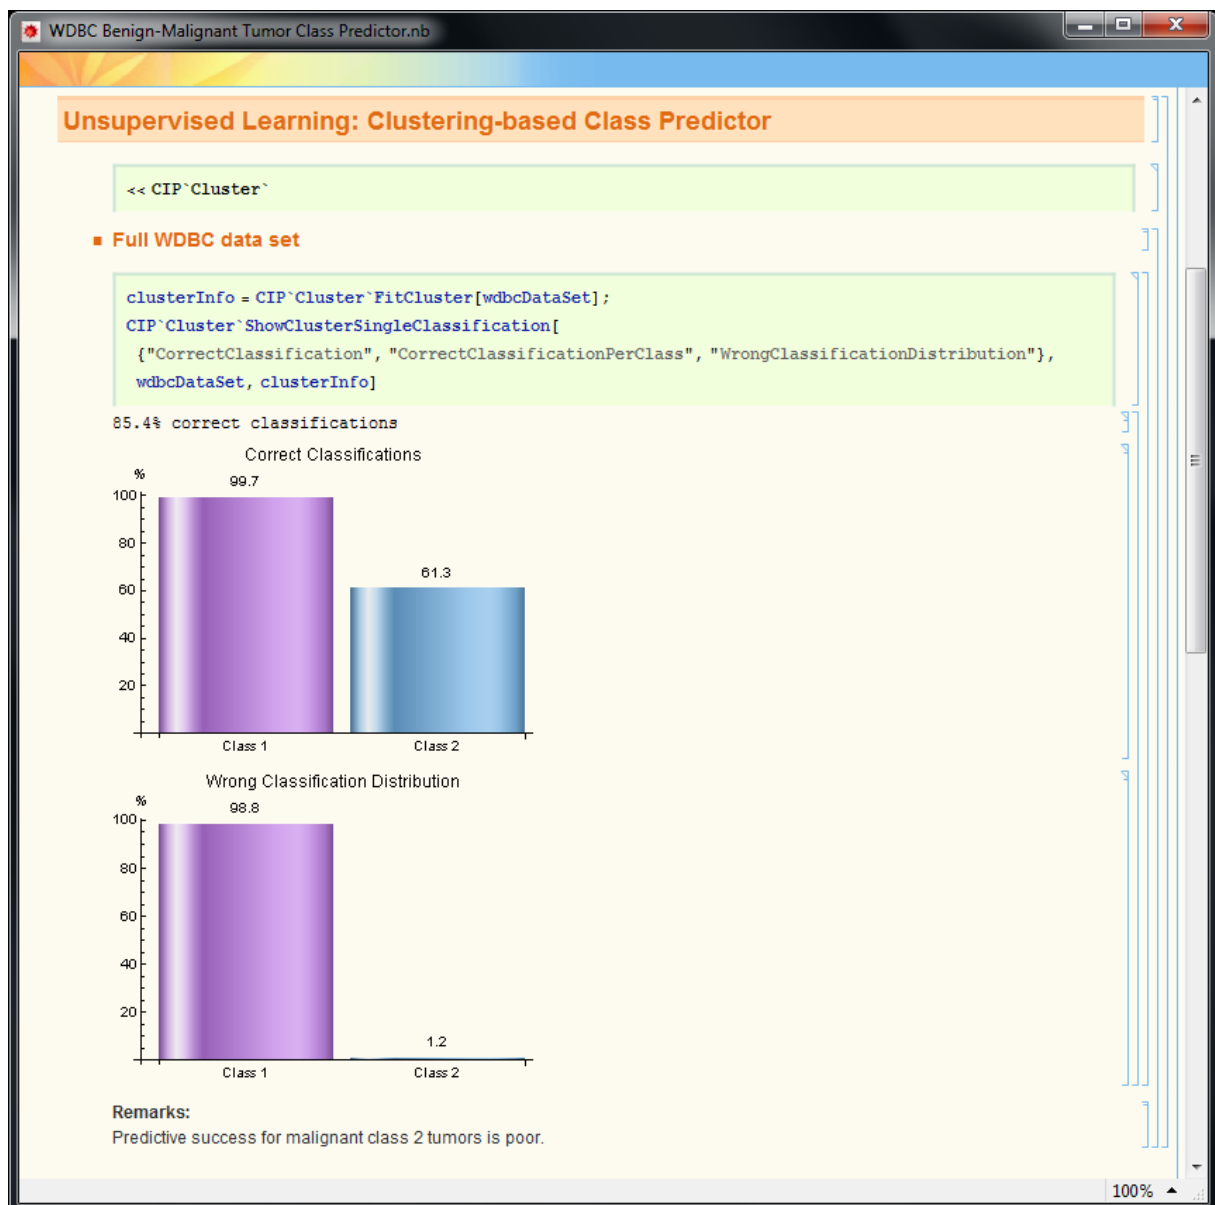 WDBC Benign-Malignant Tumor Class Predictor.nb
Unsupervised Learning: Clustering-based Class Predictor
<< CIP`Cluster`
Full WDBC data set
clusterInfo = CIP`Cluster`FitCluster[wdbcDataSet];
CIP`Cluster`ShowClusterSingleClassification[
{"CorrectClassification", "CorrectClassificationPerClass", "WrongClassificationDistribution"},
wdbcDataSet, clusterInfo]
85.4% correct classifications
Correct Classifications
%
99.7
100
80
61.3
60
40
20
Class 1
Class 2
Wrong Classification Distribution
%
98.8
100
80
60
40
20
1.2
Class 1
Class 2
Remarks:
Predictive success for malignant class 2 tumors is poor.
100%